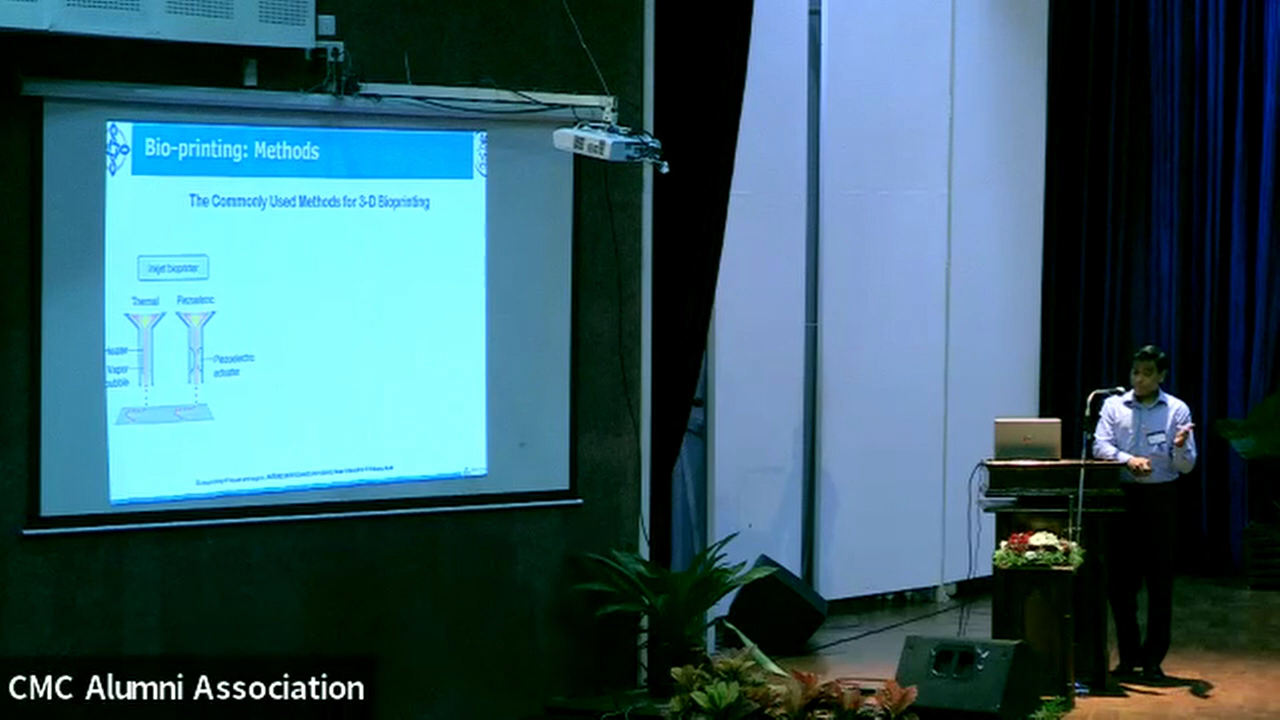 Bio-printing: Methods
The Commonly Used Methods for 3-D Bioprinting
Inkjet bioprinter
Thermal Piezoelectric
Nozzle
Vapor
bubble
Piezoelectric
actuator
CMC Alumni Association